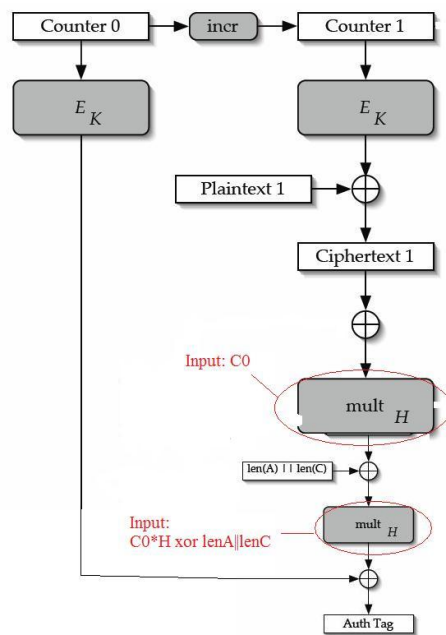 Counter 0
incr
Counter 1
E K
E K
Plaintext 1
Ciphertext 1
Input: C0
mult H
len(A) || len(C)
Input:
C0*H xor lenA||lenC
mult H
Auth Tag